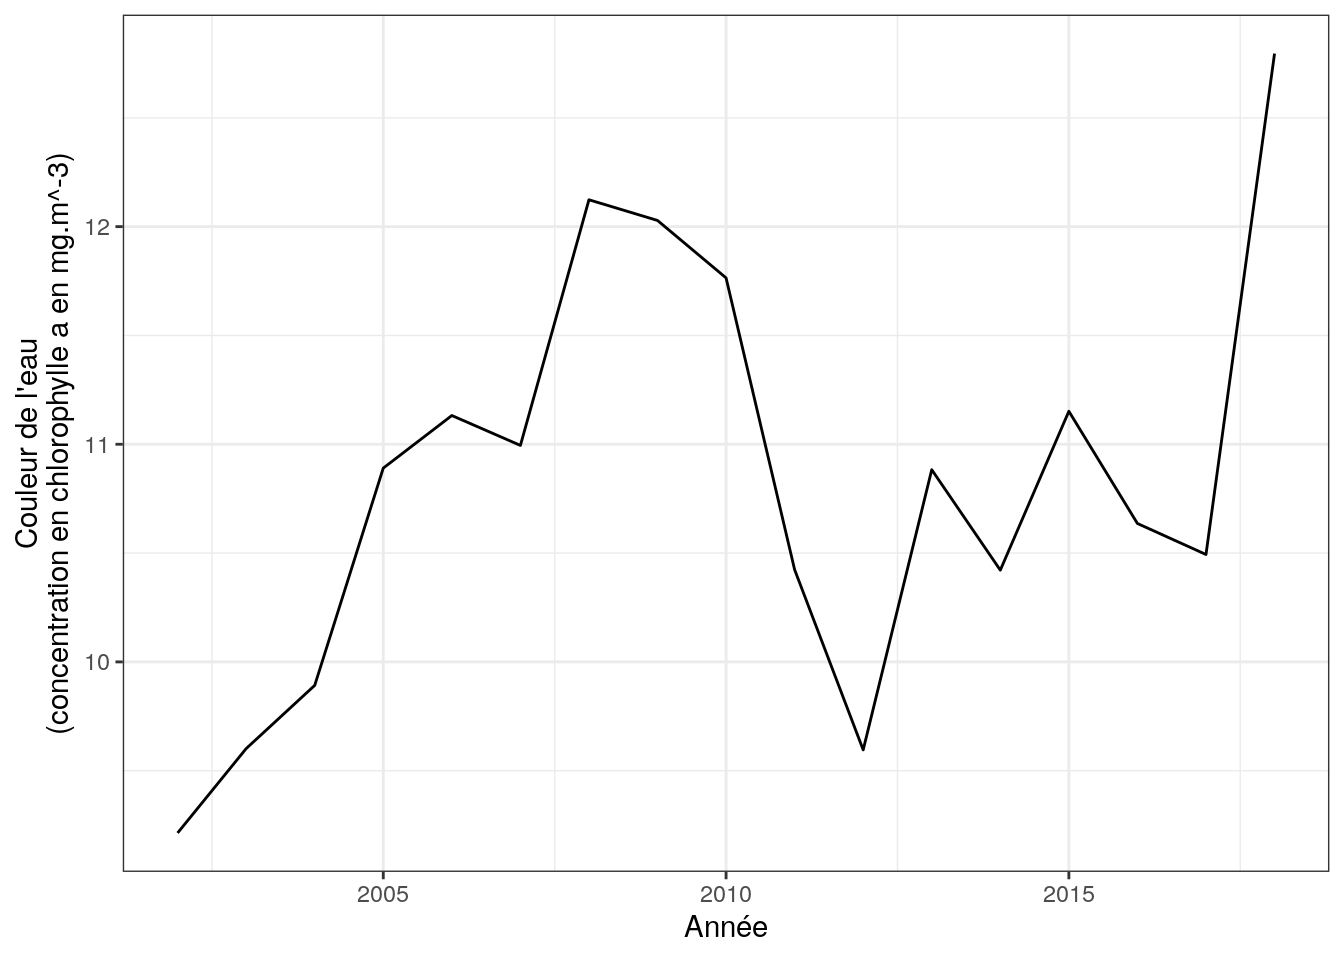 Couleur de l'eau
(concentration en chlorophylle a en mg.m^-3)
12
11
10
2005
2010
2015
Année